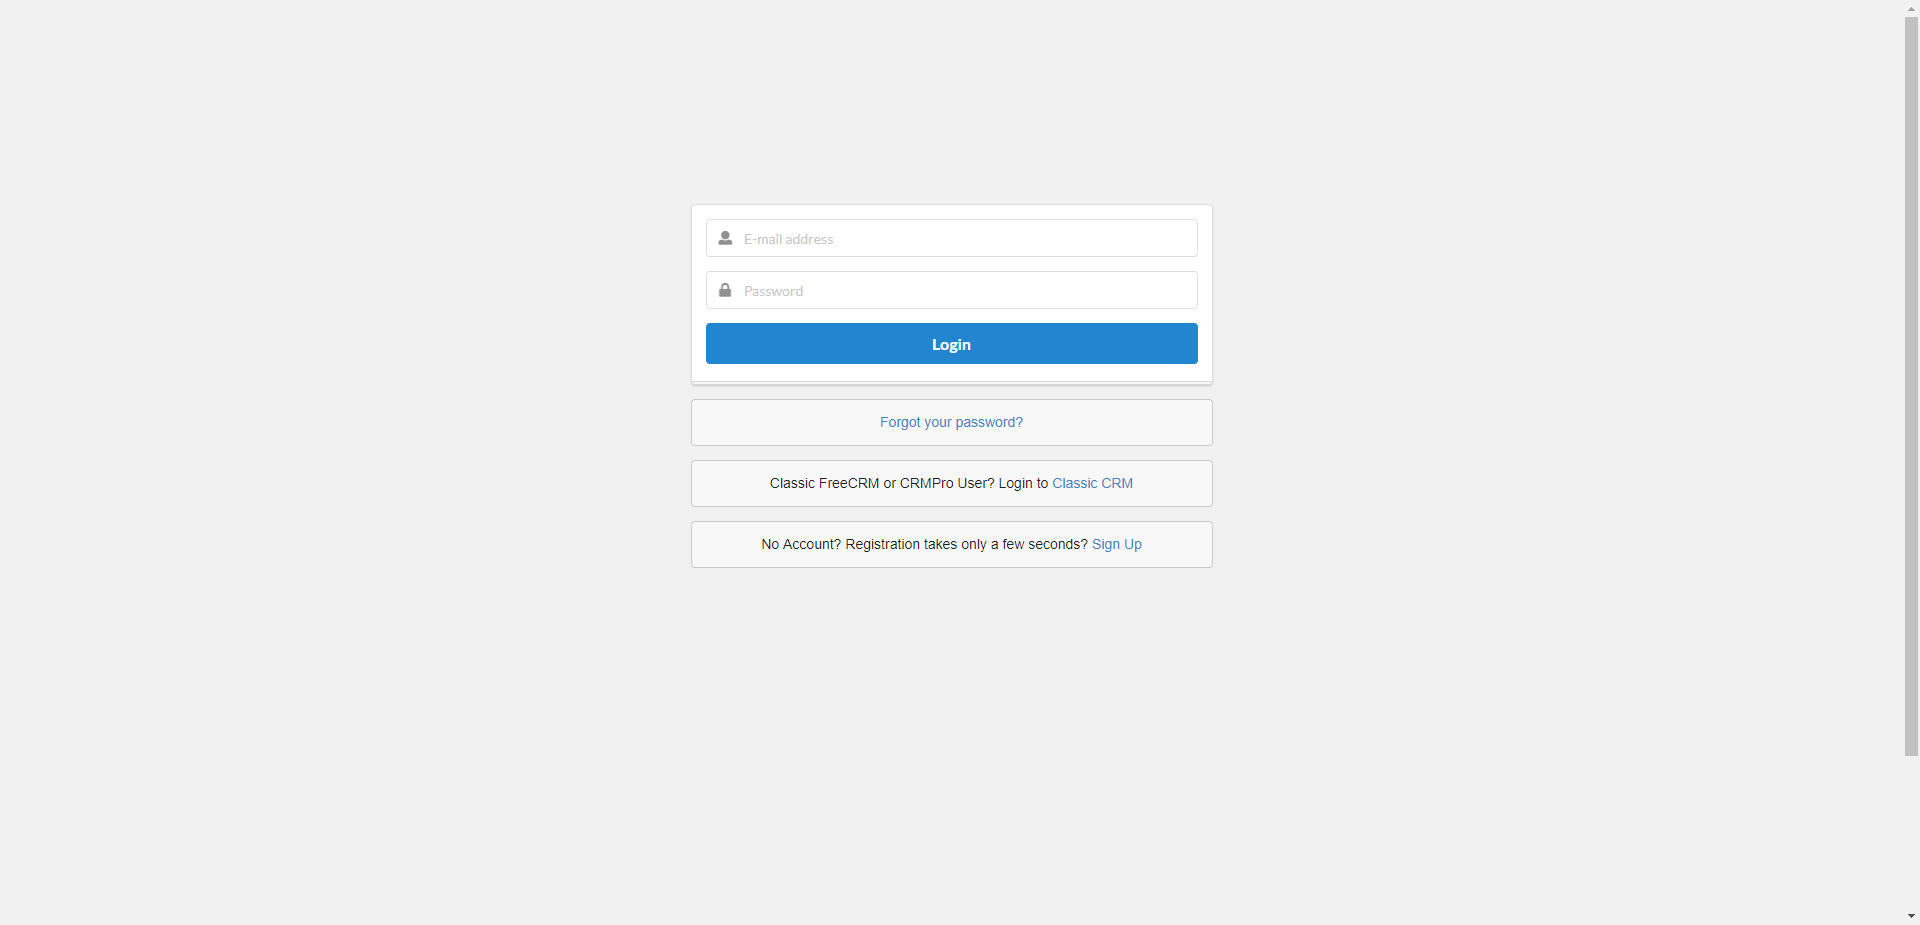 E-mail address
Password
Login
Forgot your password?
Classic FreeCRM or CRMPro User? Login to Classic CRM
No Account? Registration takes only a few seconds? Sign Up